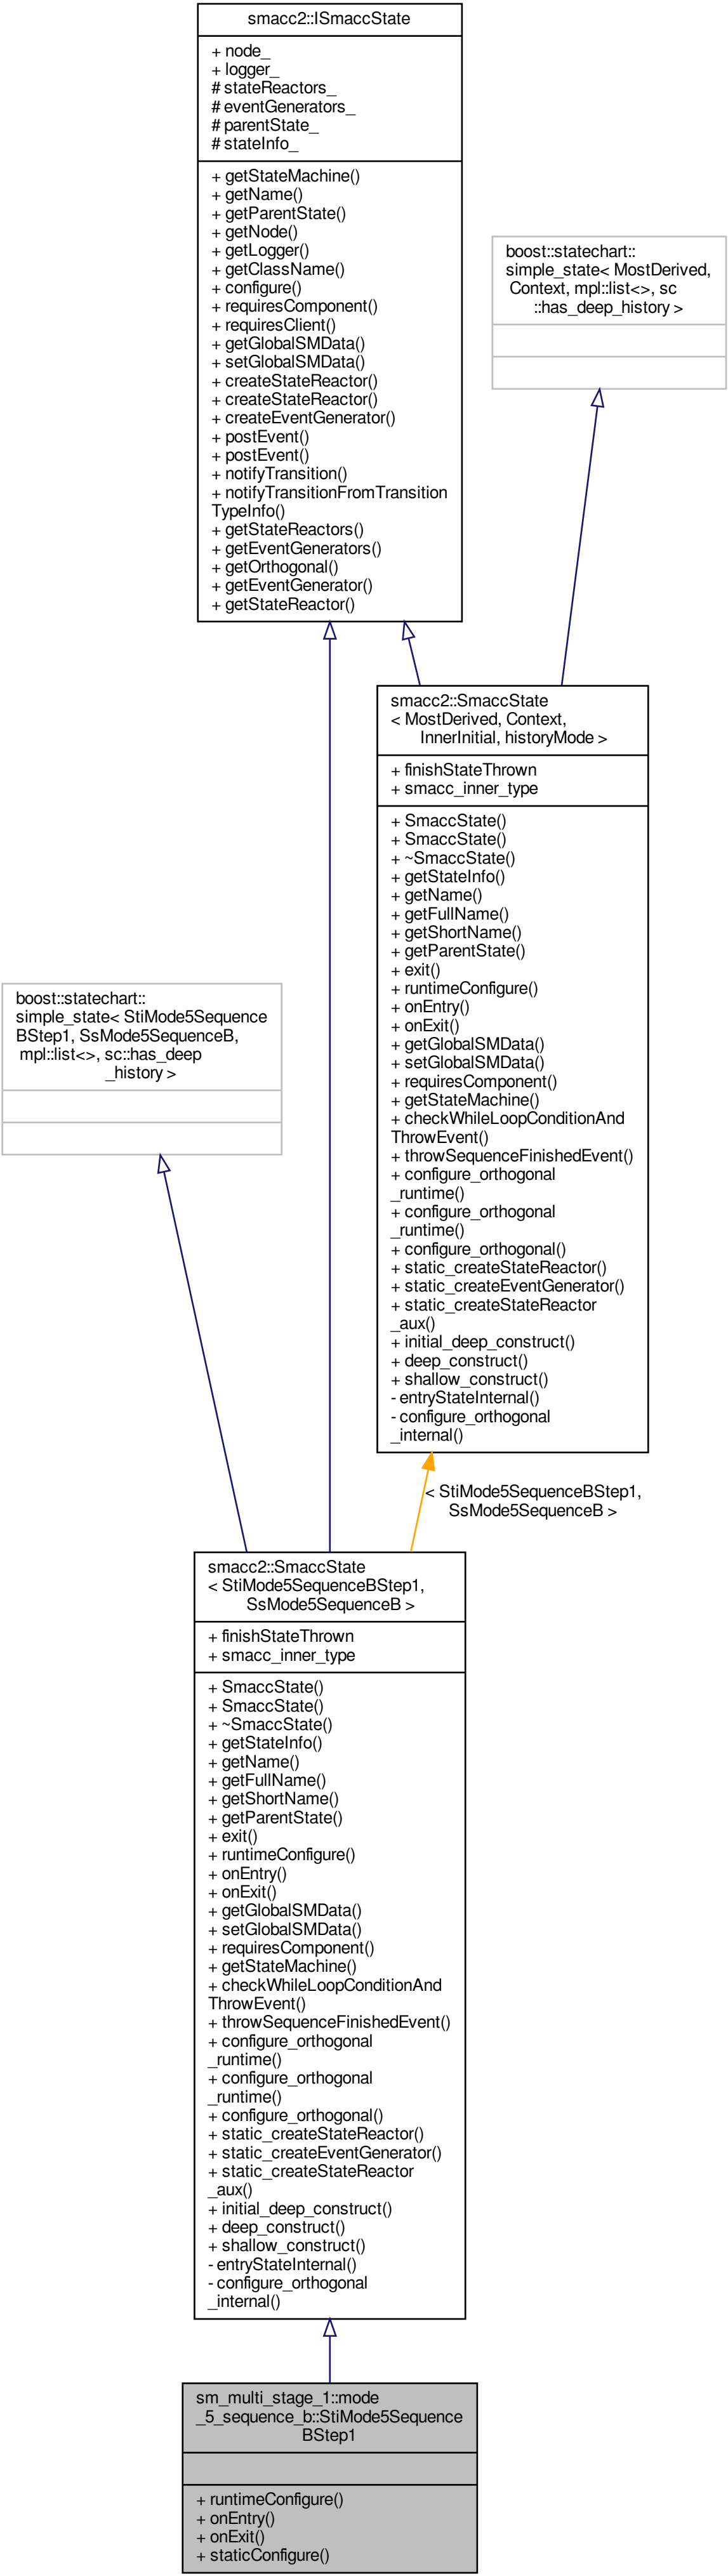 smacc2::ISmaccState
+ node_
+ logger_
# stateReactors_
# eventGenerators_
# parentState_
# stateInfo_
+ getStateMachine()
+ getName()
+ getParentState()
+ getNode()
+ getLogger()
+ getClassName()
+ configure()
+ requiresComponent()
+ requiresClient()
+ getGlobalSMData()
+ setGlobalSMData()
+ createStateReactor()
+ createStateReactor()
+ createEventGenerator()
+ postEvent()
+ postEvent()
+ notifyTransition()
+ notifyTransitionFromTransition
TypeInfo()
+ getStateReactors()
+ getEventGenerators()
+ getOrthogonal()
+ getEventGenerator()
+ getStateReactor()
boost::statechart::
simple_state< MostDerived,
Context, mpl::list<>, sc
::has_deep_history >
smacc2::SmaccState
< MostDerived, Context,
InnerInitial, historyMode >
+ finishStateThrown
+ smacc_inner_type
+ SmaccState()
+ SmaccState()
+ ~SmaccState()
+ getStateInfo()
+ getName()
+ getFullName()
+ getShortName()
+ getParentState()
+ exit()
+ runtimeConfigure()
+ onEntry()
+ onExit()
+ getGlobalSMData()
+ setGlobalSMData()
+ requiresComponent()
+ getStateMachine()
+ checkWhileLoopConditionAnd
ThrowEvent()
+ throwSequenceFinishedEvent()
+ configure_orthogonal
_runtime()
+ configure_orthogonal
_runtime()
+ configure_orthogonal()
+ static_createStateReactor()
+ static_createEventGenerator()
+ static_createStateReactor
_aux()
+ initial_deep_construct()
+ deep_construct()
+ shallow_construct()
- entryStateInternal()
- configure_orthogonal
_internal()
boost::statechart::
simple_state< StiMode5Sequence
BStep1, SsMode5SequenceB,
mpl::list<>, sc::has_deep
_history >
< StiMode5SequenceBStep1,
SsMode5SequenceB >
smacc2::SmaccState
< StiMode5SequenceBStep1,
SsMode5SequenceB >
+ finishStateThrown
+ smacc_inner_type
+ SmaccState()
+ SmaccState()
+ ~SmaccState()
+ getStateInfo()
+ getName()
+ getFullName()
+ getShortName()
+ getParentState()
+ exit()
+ runtimeConfigure()
+ onEntry()
+ onExit()
+ getGlobalSMData()
+ setGlobalSMData()
+ requiresComponent()
+ getStateMachine()
+ checkWhileLoopConditionAnd
ThrowEvent()
+ throwSequenceFinishedEvent()
+ configure_orthogonal
_runtime()
+ configure_orthogonal
_runtime()
+ configure_orthogonal()
+ static_createStateReactor()
+ static_createEventGenerator()
+ static_createStateReactor
_aux()
+ initial_deep_construct()
+ deep_construct()
+ shallow_construct()
- entryStateInternal()
- configure_orthogonal
_internal()
sm_multi_stage_1::mode
_5_sequence_b::StiMode5Sequence
BStep1
+ runtimeConfigure()
+ onEntry()
+ onExit()
+ staticConfigure()